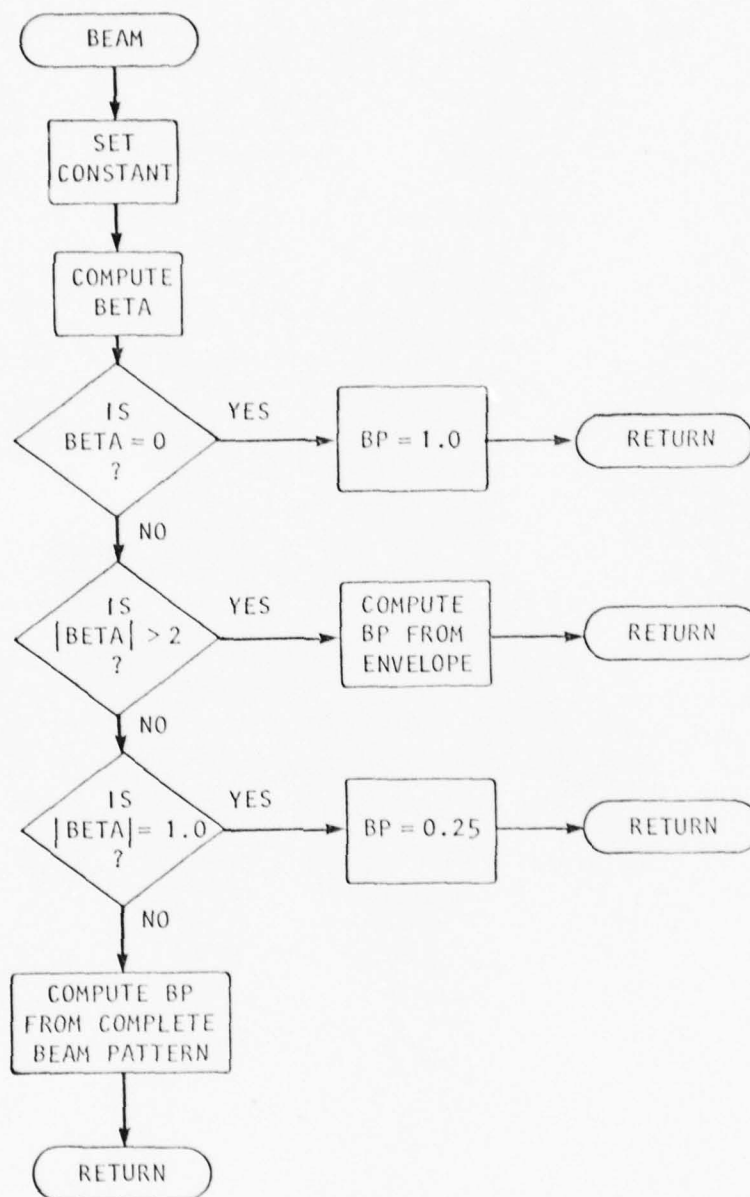 BEAM
SET
CONSTANT
COMPUTE
BETA
IS
BETA = 0
?
YES
BP = 1.0
RETURN
NO
IS
|BETA| > 2
?
YES
COMPUTE
BP FROM
ENVELOPE
RETURN
NO
IS
|BETA| = 1.0
?
YES
BP = 0.25
RETURN
NO
COMPUTE BP
FROM COMPLETE
BEAM PATTERN
RETURN